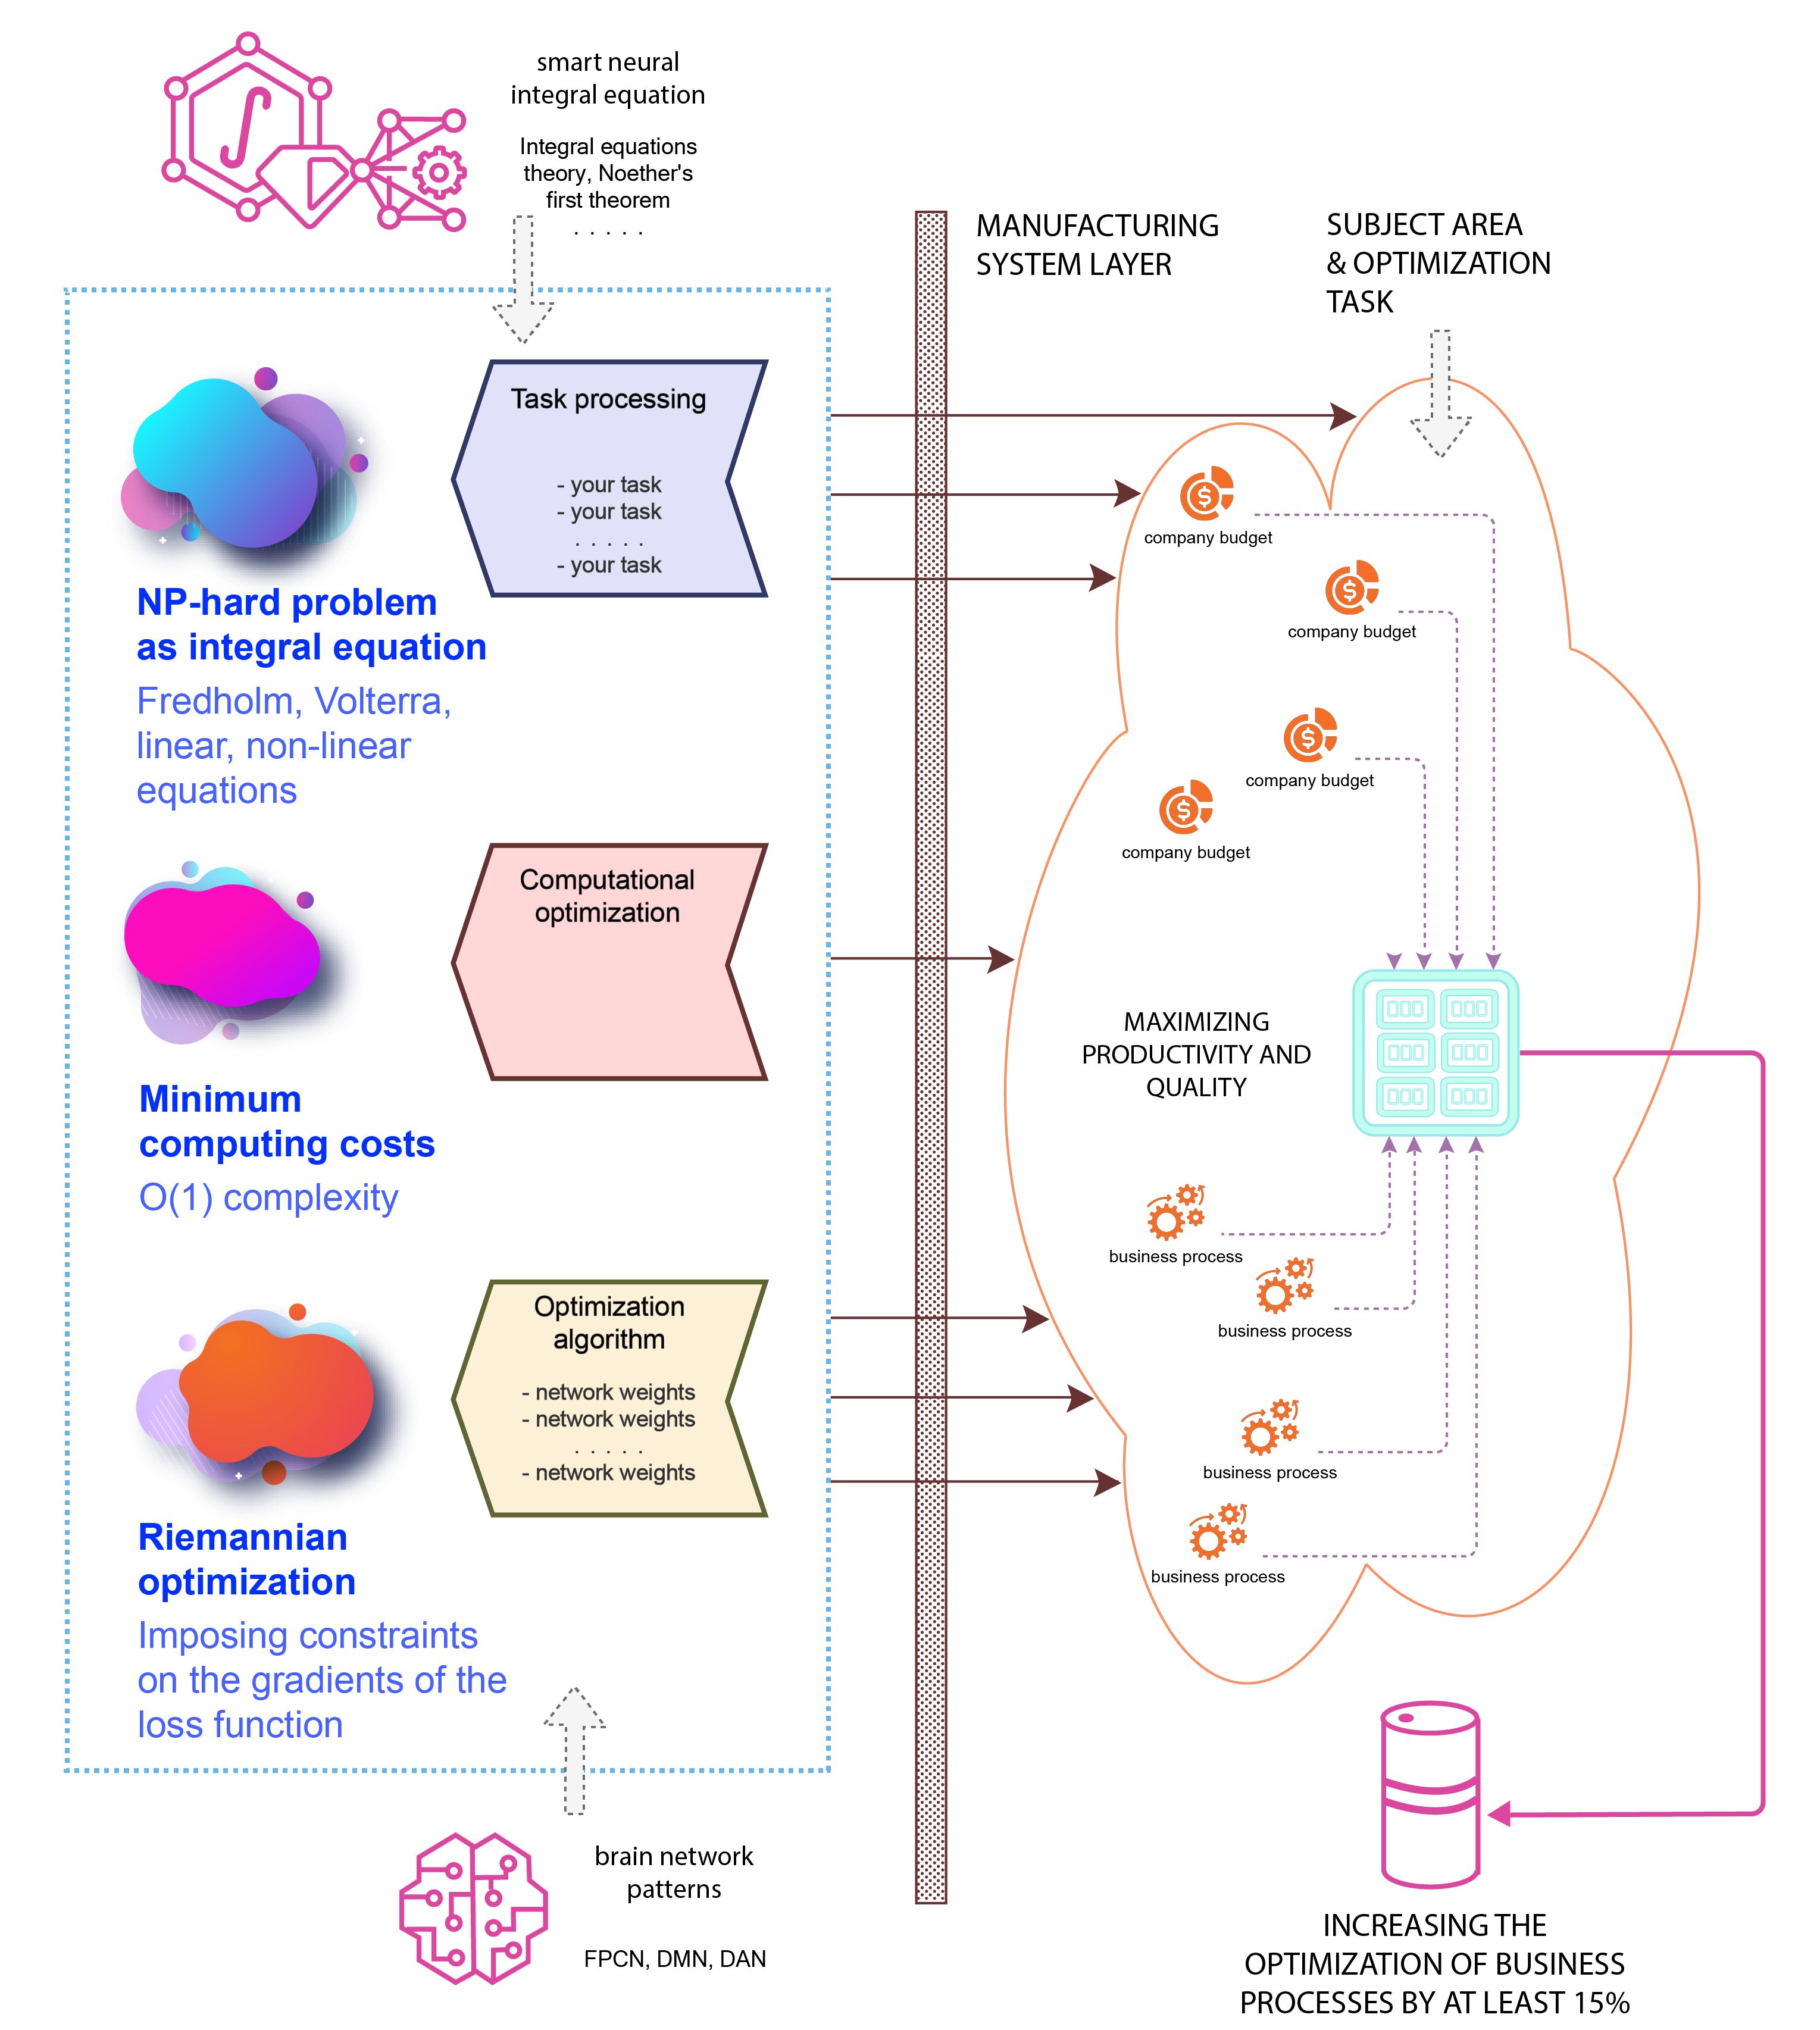 smart neural
integral equation
Integral equations
theory, Noether's
first theorem
. . . . .
MANUFACTURING
SYSTEM LAYER
SUBJECT AREA
& OPTIMIZATION
TASK
Task processing
- your task
- your task
. . . . .
- your task
NP-hard problem
as integral equation
Fredholm, Volterra,
linear, non-linear
equations
Computational
optimization
Minimum
computing costs
O(1) complexity
Optimization
algorithm
- network weights
- network weights
. . . . .
- network weights
Riemannian
optimization
Imposing constraints
on the gradients of the
loss function
brain network
patterns
FPCN, DMN, DAN
company budget
company budget
company budget
company budget
MAXIMIZING
PRODUCTIVITY AND
QUALITY
business process
business process
business process
business process
INCREASING THE
OPTIMIZATION OF BUSINESS
PROCESSES BY AT LEAST 15%